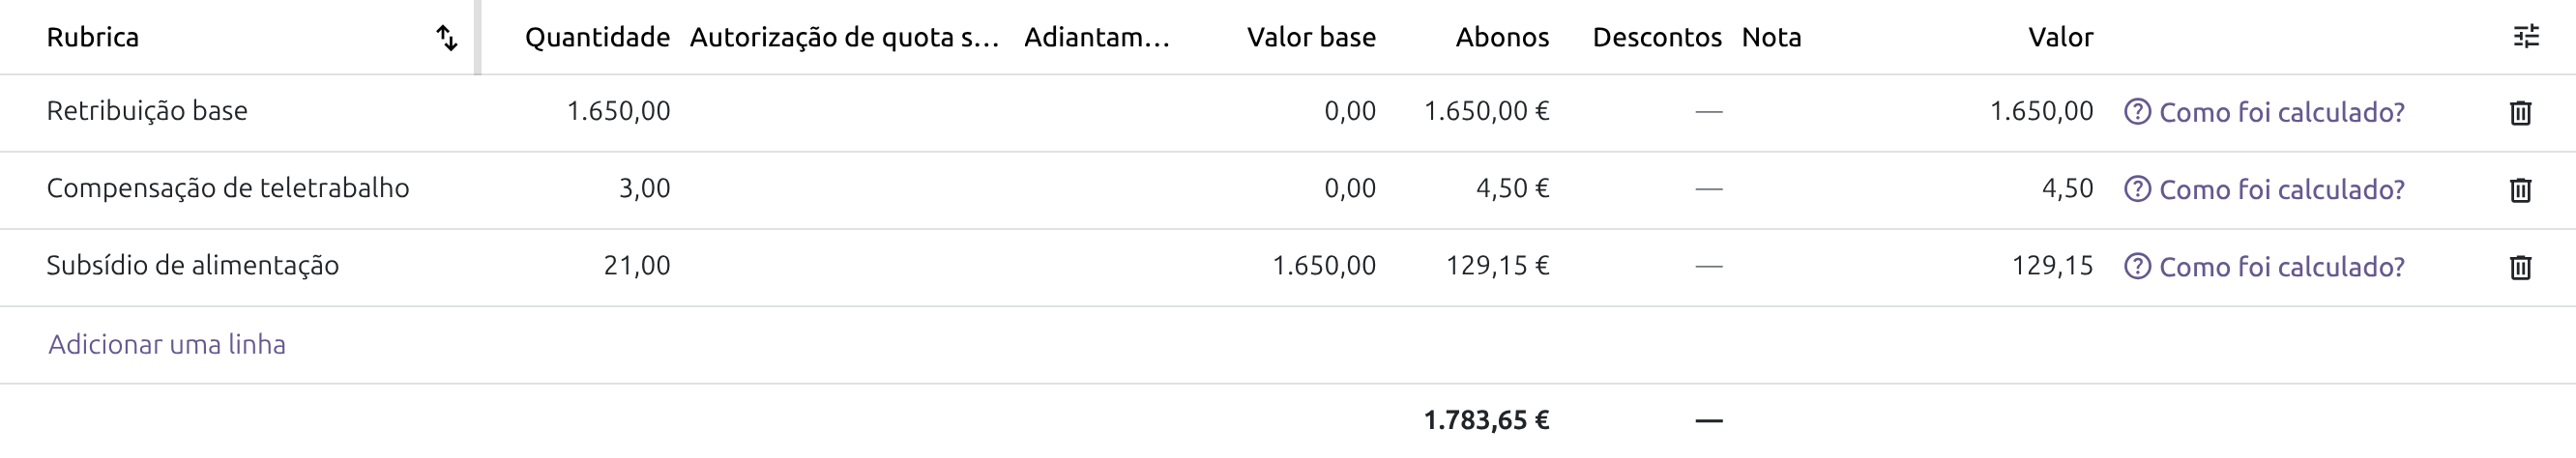 Rubrica Quantidade Autorização de quota s... Adiantam... Valor base Abonos Descontos Nota Valor
Retribuição base 1.650,00 0,00 1.650,00 € — 1.650,00 Como foi calculado?
Compensação de teletrabalho 3,00 0,00 4,50 € — 4,50 Como foi calculado?
Subsídio de alimentação 21,00 1.650,00 129,15 € — 129,15 Como foi calculado?
Adicionar uma linha
1.783,65 € —